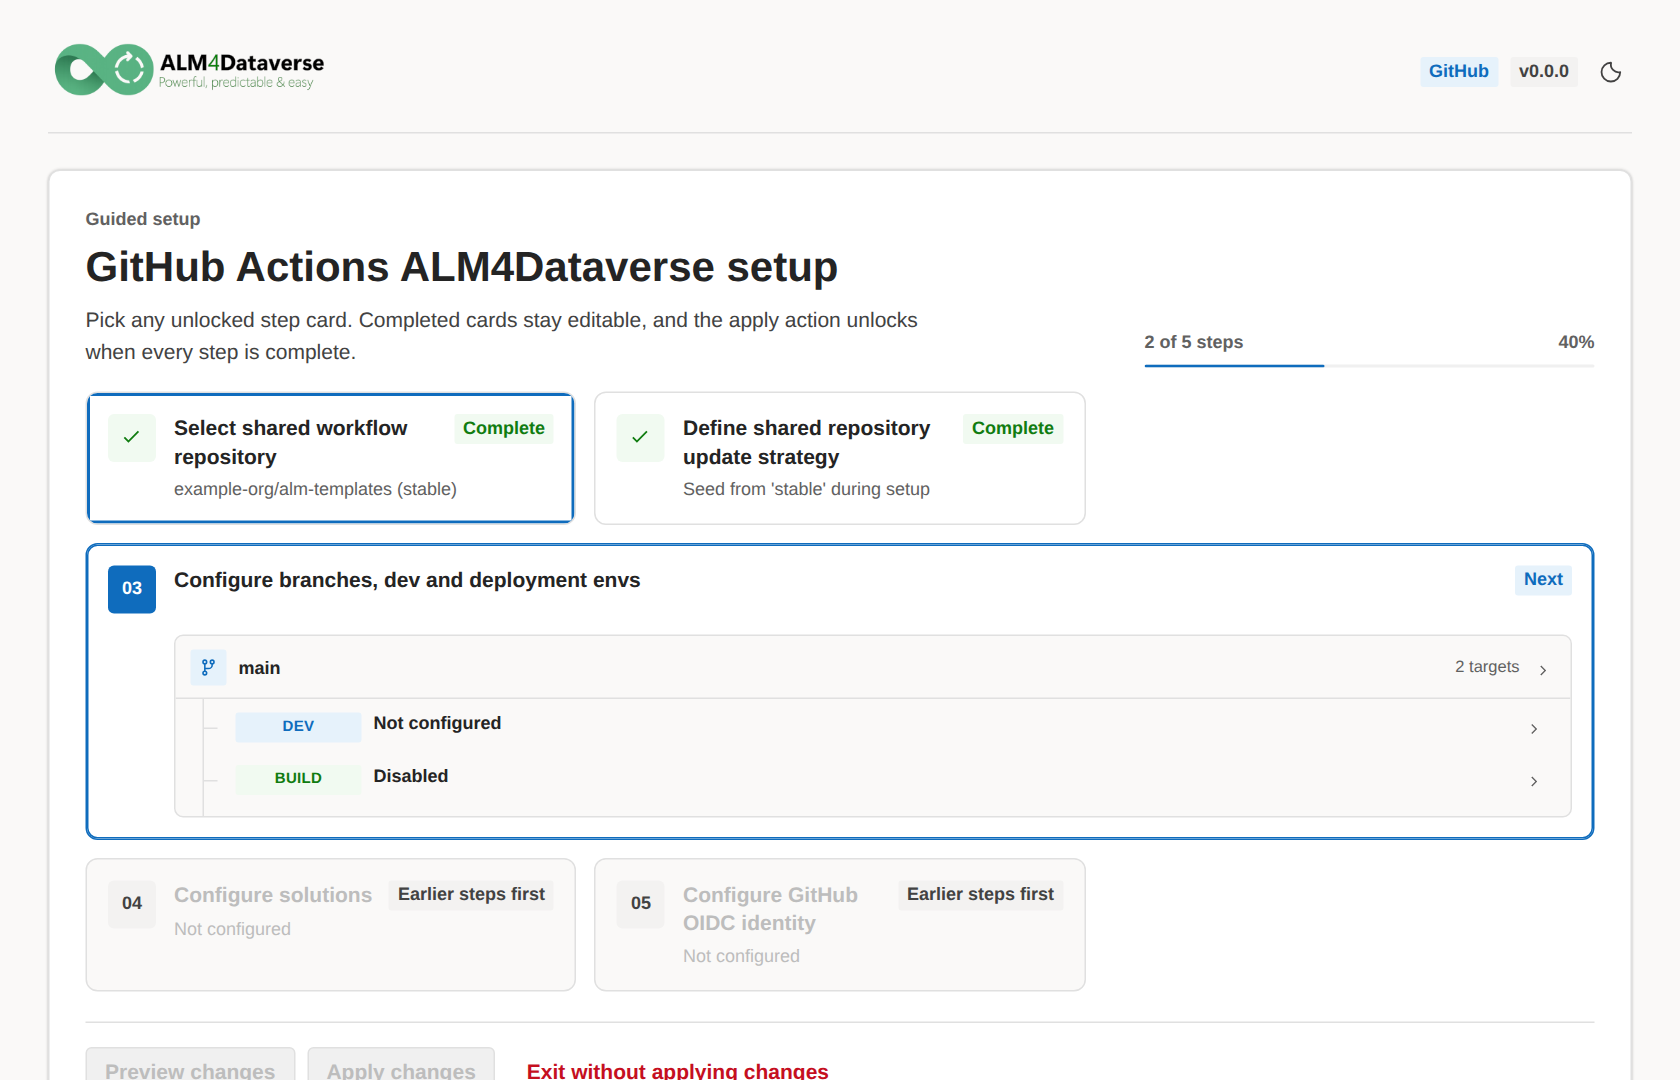 ALM4Dataverse
Powerful, predictable & easy
GitHub
v0.0.0
Guided setup
GitHub Actions ALM4Dataverse setup
Pick any unlocked step card. Completed cards stay editable, and the apply action unlocks
when every step is complete.
2 of 5 steps
40%
Select shared workflow
repository
Complete
example-org/alm-templates (stable)
Define shared repository
update strategy
Complete
Seed from 'stable' during setup
03
Configure branches, dev and deployment envs
Next
main
2 targets
DEV
Not configured
BUILD
Disabled
04
Configure solutions
Earlier steps first
Not configured
05
Configure GitHub
OIDC identity
Earlier steps first
Not configured
Preview changes
Apply changes
Exit without applying changes